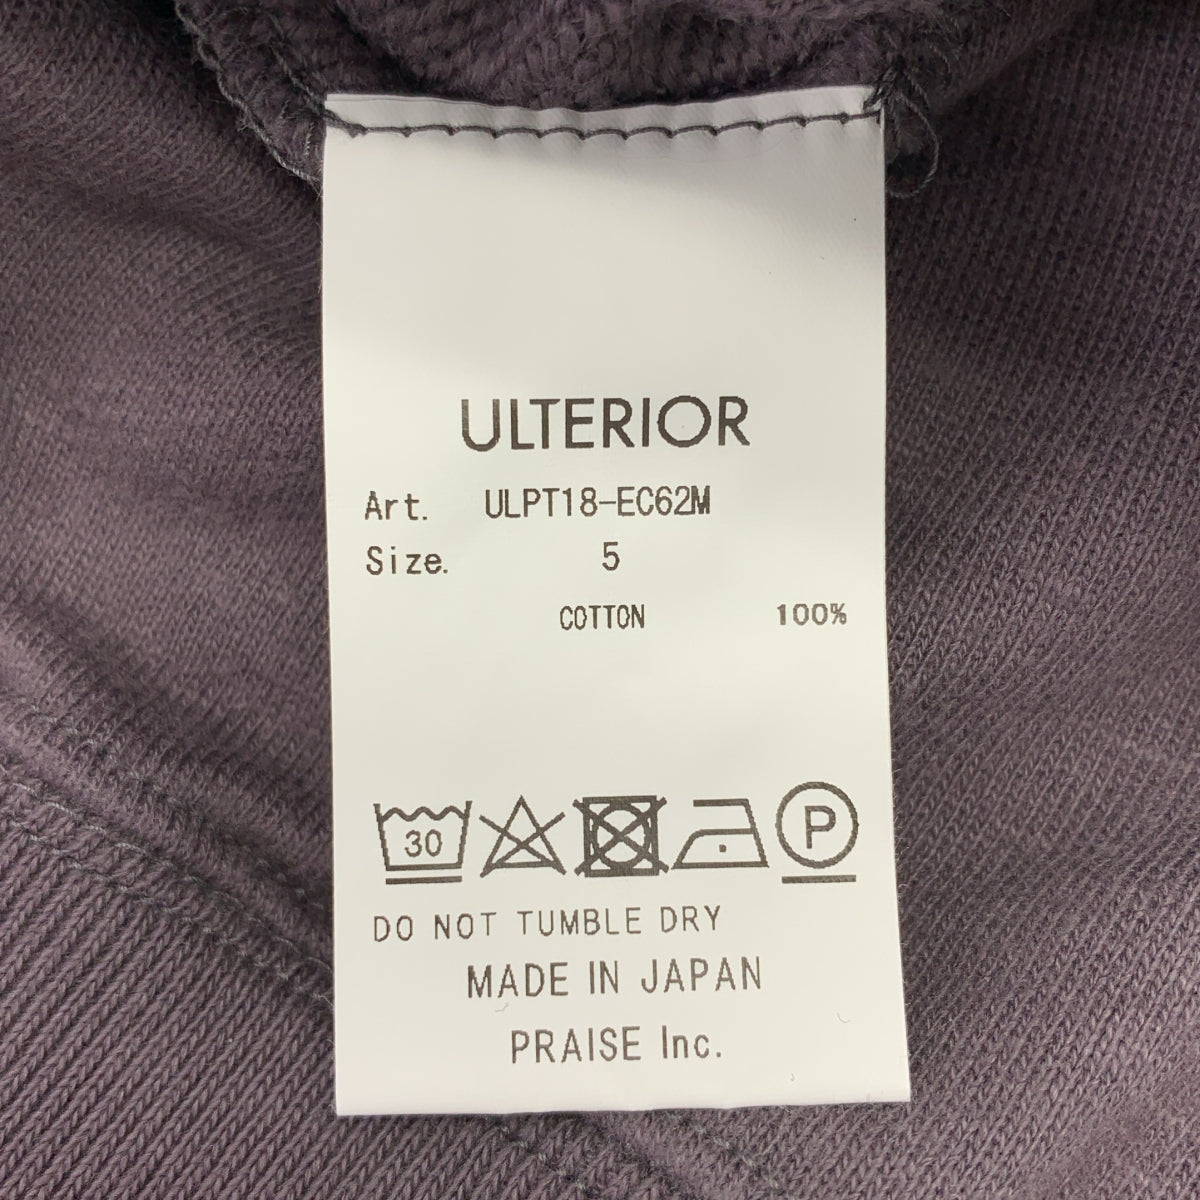 ULTERIOR
Art. ULPT18-EC62M
Size. 5
COTTON 100%
30 P
DO NOT TUMBLE DRY
MADE IN JAPAN
PRAISE Inc.